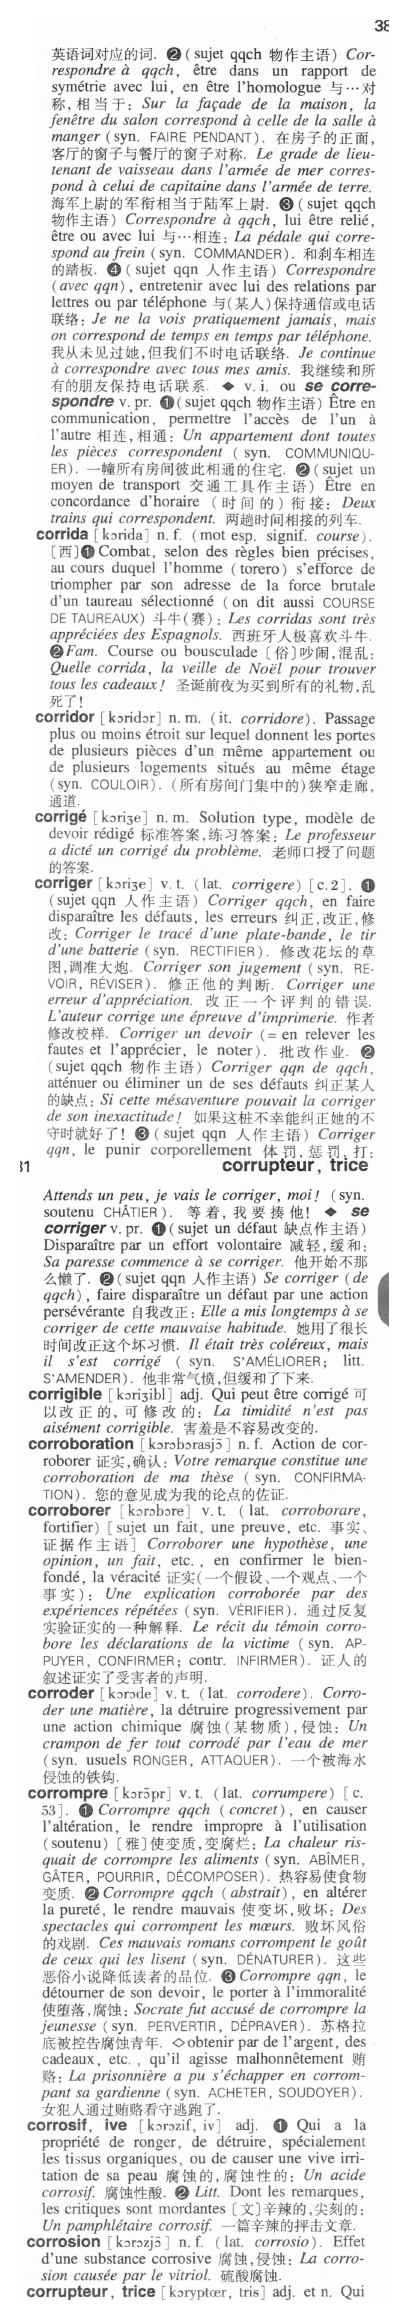 38
英语词对应的词. ❷ (sujet qqch 物作主语) Cor-
respondre à qqch, être dans un rapport de
symétrie avec lui, en être l'homologue 与…对
称, 相当于: Sur la façade de la maison, la
fenêtre du salon correspond à celle de la salle à
manger (syn. FAIRE PENDANT). 在房子的正面,
客厅的窗子与餐厅的窗子对称. Le grade de lieu-
tenant de vaisseau dans l'armée de mer corres-
pond à celui de capitaine dans l'armée de terre.
海军上尉的军衔相当于陆军上尉. ❸ (sujet qqch
物作主语) Correspondre à qqch, lui être relié,
être ou avec lui 与…相连: La pédale qui corre-
spond au frein (syn. COMMANDER). 和刹车相连
的踏板. ❹ (sujet qqn 人作主语) Correspondre
(avec qqn), entretenir avec lui des relations par
lettres ou par téléphone 与(某人)保持通信或电话
联络: Je ne la vois pratiquement jamais, mais
on correspond de temps en temps par téléphone.
我从未见过她,但我们不时电话联络. Je continue
à correspondre avec tous mes amis. 我继续和所
有的朋友保持电话联系. ◆ v. i. ou se corre-
spondre v. pr. ❶ (sujet qqch 物作主语) Être en
communication, permettre l'accès de l'un à
l'autre 相连,相通: Un appartement dont toutes
les pièces correspondent (syn. COMMUNIQU-
ER). 一幢所有房间彼此相通的住宅. ❷ (sujet un
moyen de transport 交通工具作主语) Être en
concordance d'horaire (时间的) 衔接: Deux
trains qui correspondent. 两趟时间相接的列车.
corrida [kɔrida] n. f. (mot esp. signif. course).
[西]❶ Combat, selon des règles bien précises,
au cours duquel l'homme (torero) s'efforce de
triompher par son adresse de la force brutale
d'un taureau sélectionné (on dit aussi COURSE
DE TAUREAUX) 斗牛(赛): Les corridas sont très
appréciées des Espagnols. 西班牙人极喜欢斗牛.
❷ Fam. Course ou bousculade [俗]吵闹,混乱:
Quelle corrida, la veille de Noël pour trouver
tous les cadeaux! 圣诞前夜为买到所有的礼物,乱
死了!
corridor [kɔridɔr] n. m. (it. corridore). Passage
plus ou moins étroit sur lequel donnent les portes
de plusieurs pièces d'un même appartement ou
de plusieurs logements situés au même étage
(syn. COULOIR). (所有房间门集中的)狭窄走廊,
通道.
corrigé [kɔriʒe] n. m. Solution type, modèle de
devoir rédigé 标准答案,练习答案: Le professeur
a dicté un corrigé du problème. 老师口授了问题
的答案.
corriger [kɔriʒe] v. t. (lat. corrigere) [c. 2]. ❶
(sujet qqn 人作主语) Corriger qqch, en faire
disparaître les défauts, les erreurs 纠正,改正,修
改: Corriger le tracé d'une plate-bande, le tir
d'une batterie (syn. RECTIFIER). 修改花坛的草
图,调准大炮. Corriger son jugement (syn. RE-
VOIR, RÉVISER). 修正他的判断. Corriger une
erreur d'appréciation. 改正一个评判的错误.
L'auteur corrige une épreuve d'imprimerie. 作者
修改校样. Corriger un devoir (= en relever les
fautes et l'apprécier, le noter). 批改作业. ❷
(sujet qqch 物作主语) Corriger qqn de qqch,
atténuer ou éliminer un de ses défauts 纠正某人
的缺点: Si cette mésaventure pouvait la corriger
de son inexactitude! 如果这桩不幸能纠正她的不
守时就好了! ❸ (sujet qqn 人作主语) Corriger
qqn, le punir corporellement 体罚,惩罚,打:
31 corrupteur, trice
Attends un peu, je vais le corriger, moi! (syn.
soutenu CHÂTIER). 等着,我要揍他! ◆ se
corriger v. pr. ❶ (sujet un défaut 缺点作主语)
Disparaître par un effort volontaire 减轻,缓和:
Sa paresse commence à se corriger. 他开始不那
么懒了. ❷ (sujet qqn 人作主语) Se corriger (de
qqch), faire disparaître un défaut par une action
persévérante 自我改正: Elle a mis longtemps à se
corriger de cette mauvaise habitude. 她用了很长
时间改正这个坏习惯. Il était très coléreux, mais
il s'est corrigé (syn. S'AMÉLIORER; litt.
S'AMENDER). 他非常气愤,但缓和了下来.
corrigible [kɔriʒibl] adj. Qui peut être corrigé 可
以改正的,可修改的: La timidité n'est pas
aisément corrigible. 害羞是不容易改变的.
corroboration [kɔrɔbɔrasjɔ̃] n. f. Action de cor-
roborer 证实,确认: Votre remarque constitue une
corroboration de ma thèse (syn. CONFIRMA-
TION). 您的意见成为我的论点的佐证.
corroborer [kɔrɔbɔre] v. t. (lat. corroborare,
fortifier) [sujet un fait, une preuve, etc. 事实、
证据作主语] Corroborer une hypothèse, une
opinion, un fait, etc., en confirmer le bien-
fondé, la véracité 证实(一个假设、一个观点、一个
事实): Une explication corroborée par des
expériences répétées (syn. VÉRIFIER). 通过反复
实验证实的一种解释. Le récit du témoin corro-
bore les déclarations de la victime (syn. AP-
PUYER, CONFIRMER; contr. INFIRMER). 证人的
叙述证实了受害者的声明.
corroder [kɔrɔde] v. t. (lat. corrodere). Corro-
der une matière, la détruire progressivement par
une action chimique 腐蚀(某物质),侵蚀: Un
crampon de fer tout corrodé par l'eau de mer
(syn. usuels RONGER, ATTAQUER). 一个被海水
侵蚀的铁钩.
corrompre [kɔrɔ̃pr] v. t. (lat. corrumpere) [c.
53]. ❶ Corrompre qqch (concret), en causer
l'altération, le rendre impropre à l'utilisation
(soutenu) [雅]使变质,变腐烂: La chaleur ris-
quait de corrompre les aliments (syn. ABÎMER,
GÂTER, POURRIR, DÉCOMPOSER). 热容易使食物
变质. ❷ Corrompre qqch (abstrait), en altérer
la pureté, le rendre mauvais 使变坏,败坏: Des
spectacles qui corrompent les mœurs. 败坏风俗
的戏剧. Ces mauvais romans corrompent le goût
de ceux qui les lisent (syn. DÉNATURER). 这些
恶俗小说降低读者的品位. ❸ Corrompre qqn, le
détourner de son devoir, le porter à l'immoralité
使堕落,腐蚀: Socrate fut accusé de corrompre la
jeunesse (syn. PERVERTIR, DÉPRAVER). 苏格拉
底被控告腐蚀青年. ◇ obtenir par de l'argent, des
cadeaux, etc., qu'il agisse malhonnêtement 贿
赂: La prisonnière a pu s'échapper en corrom-
pant sa gardienne (syn. ACHETER, SOUDOYER).
女犯人通过贿赂看守逃跑了.
corrosif, ive [kɔrɔzif, iv] adj. ❶ Qui a la
propriété de ronger, de détruire, spécialement
les tissus organiques, ou de causer une vive irri-
tation de sa peau 腐蚀的,腐蚀性的: Un acide
corrosif. 腐蚀性酸. ❷ Litt. Dont les remarques,
les critiques sont mordantes [文]辛辣的,尖刻的:
Un pamphlétaire corrosif. 一篇辛辣的抨击文章.
corrosion [kɔrɔzjɔ̃] n. f. (lat. corrosio). Effet
d'une substance corrosive 腐蚀,侵蚀: La corro-
sion causée par le vitriol. 硫酸腐蚀.
corrupteur, trice [kɔryptœr, tris] adj. et n. Qui